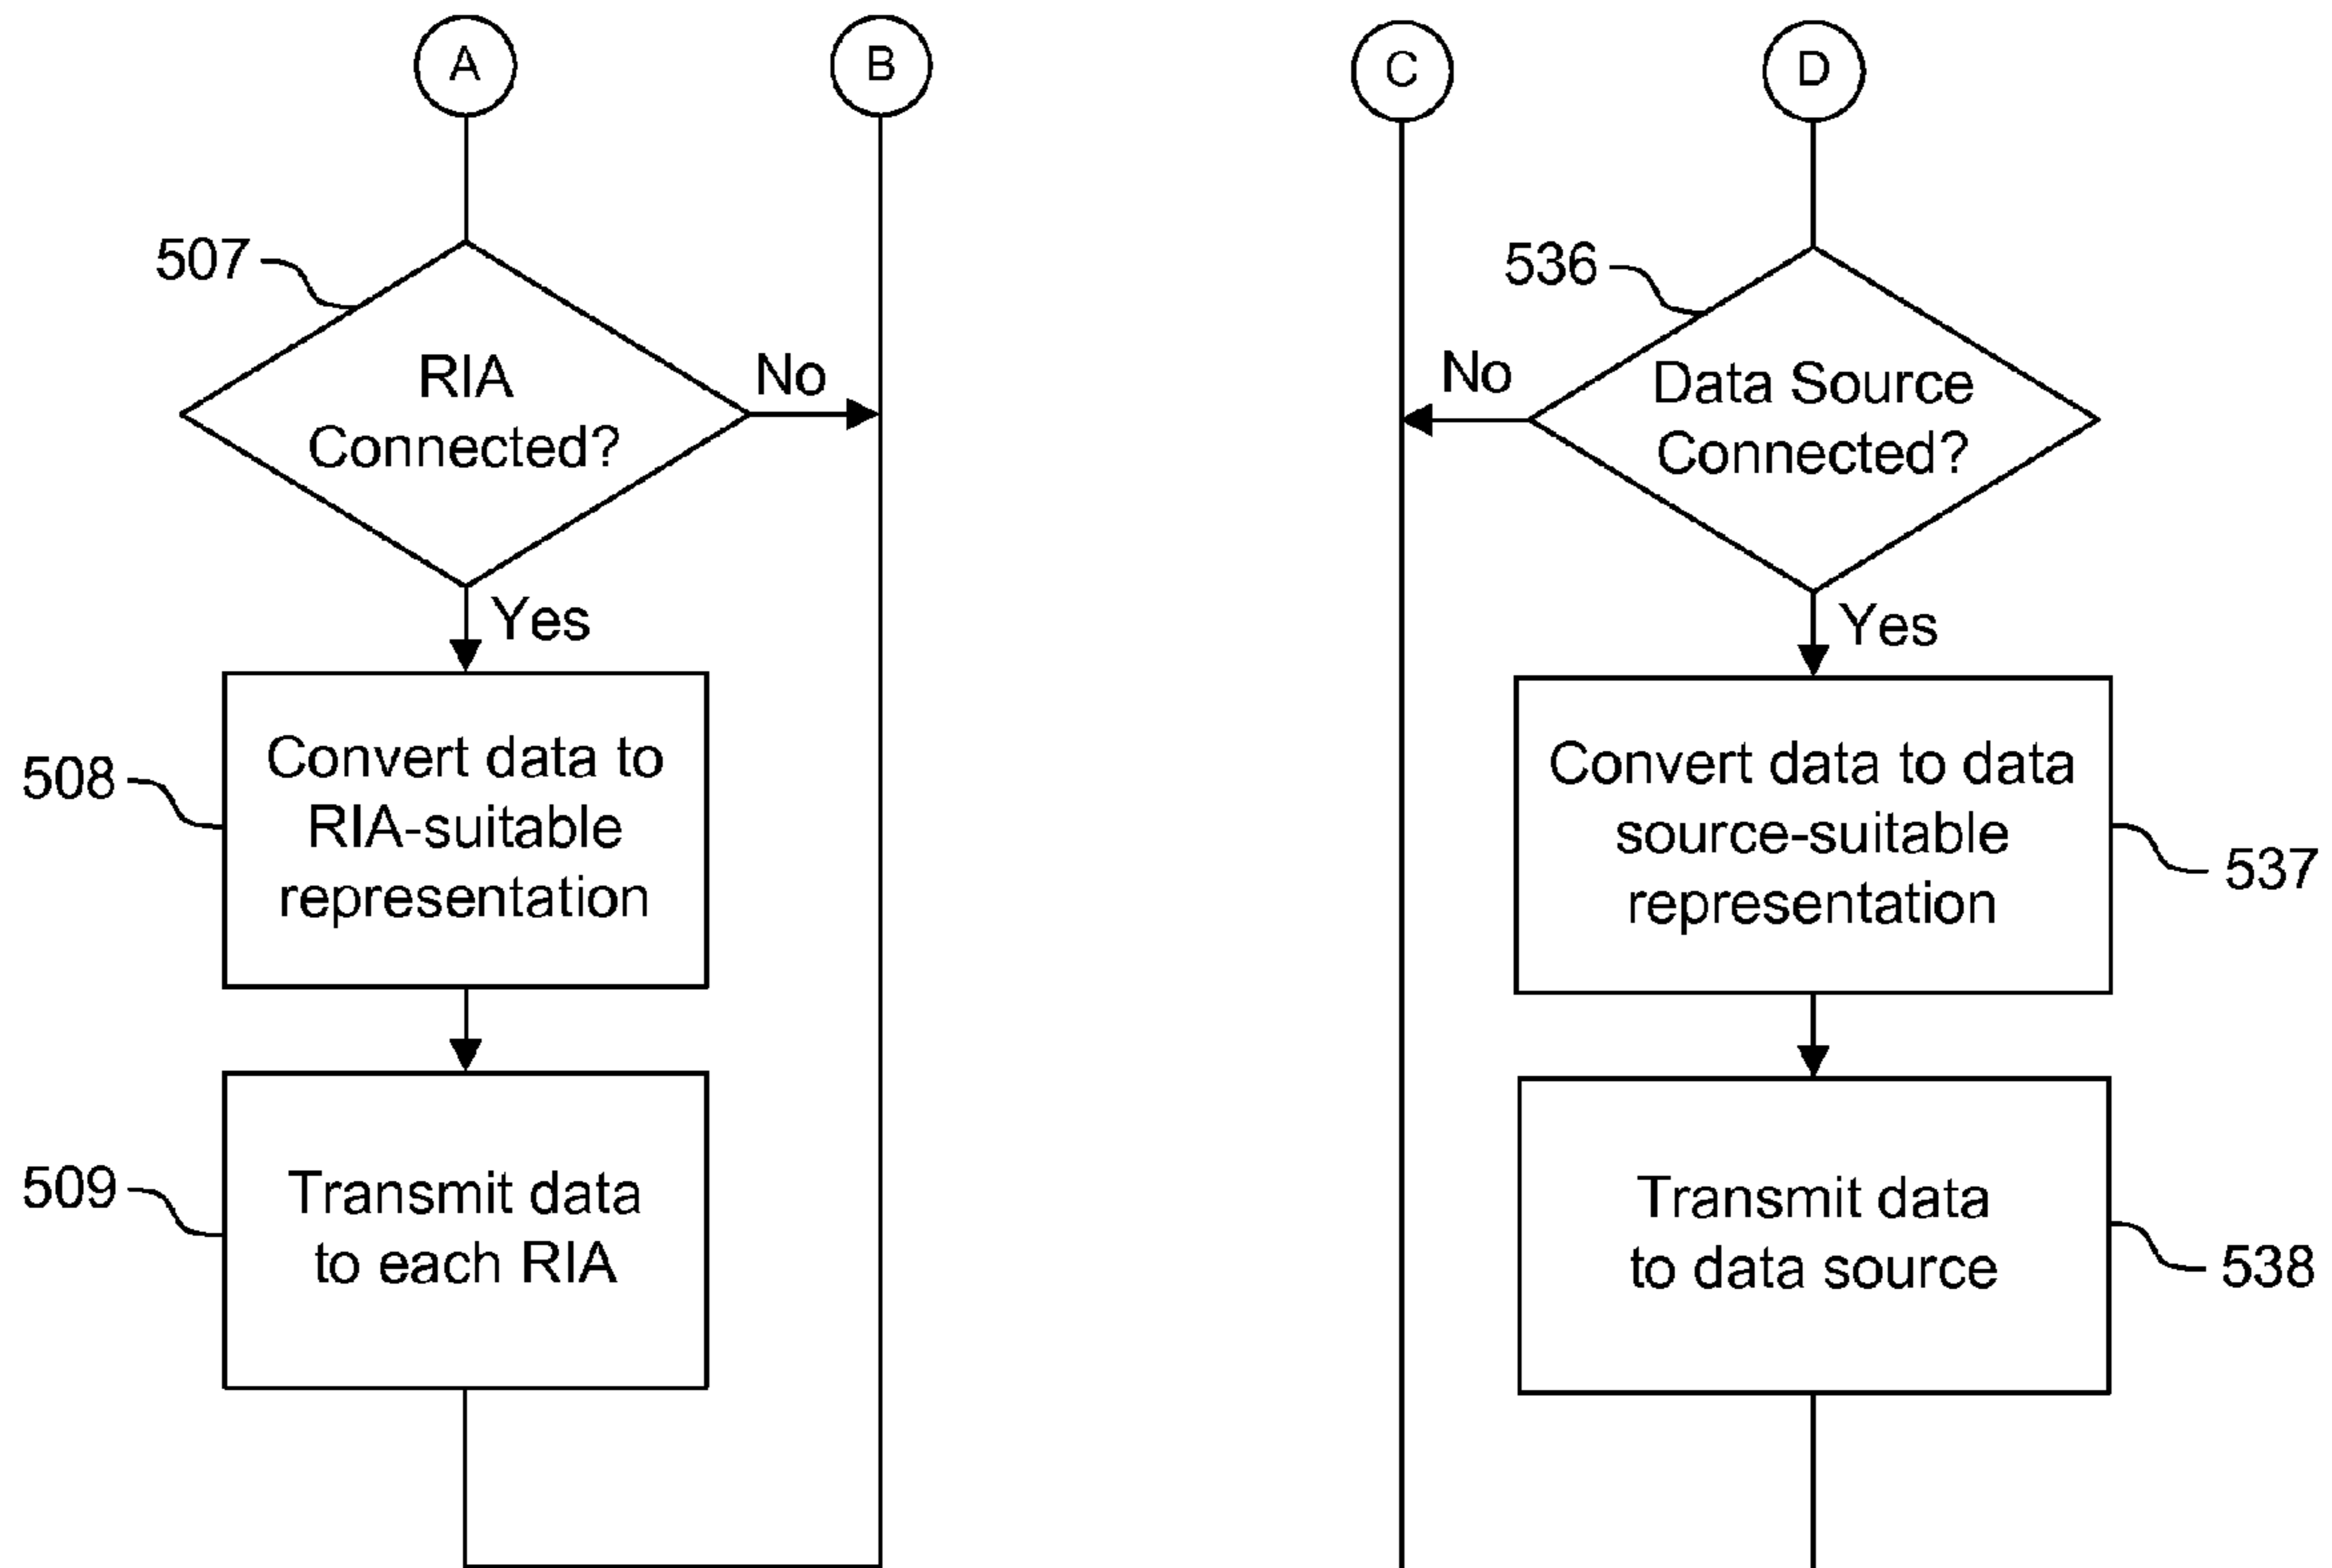 A
B
507
RIA
Connected?
No
Yes
508
Convert data to
RIA-suitable
representation
509
Transmit data
to each RIA
C
D
536
Data Source
Connected?
No
Yes
Convert data to data
source-suitable
representation
537
Transmit data
to data source
538